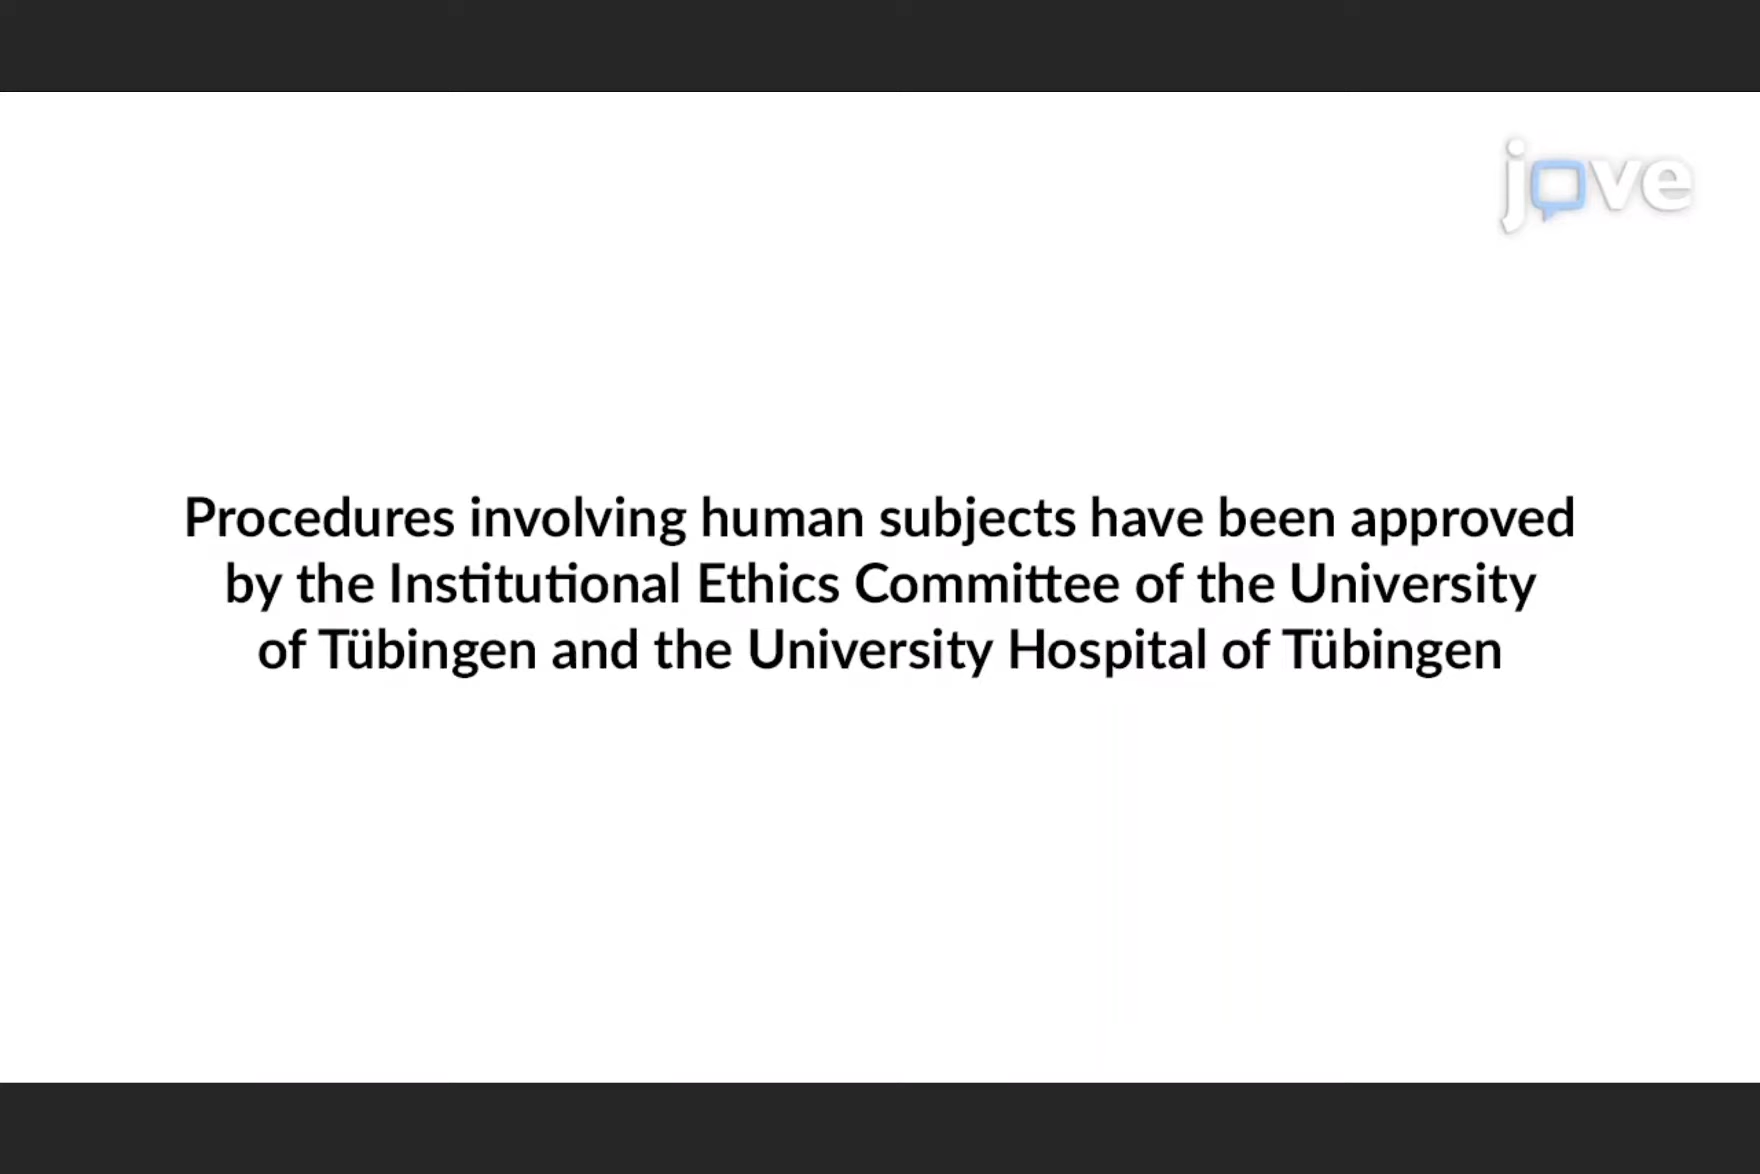 jove
Procedures involving human subjects have been approved
by the Institutional Ethics Committee of the University
of Tübingen and the University Hospital of Tübingen